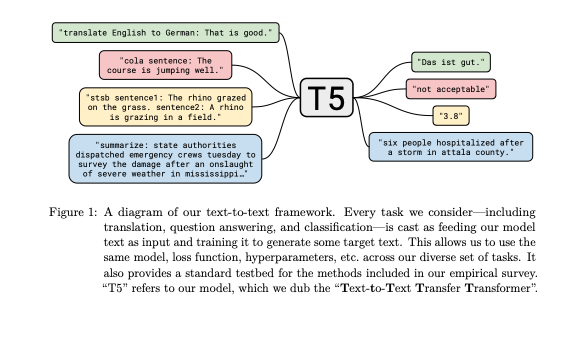 "translate English to German: That is good."
"cola sentence: The
course is jumping well."
"stsb sentence1: The rhino grazed
on the grass. sentence2: A rhino
is grazing in a field."
"summarize: state authorities
dispatched emergency crews tuesday to
survey the damage after an onslaught
of severe weather in mississippi…"
T5
"Das ist gut."
"not acceptable"
"3.8"
"six people hospitalized after
a storm in attala county."
Figure 1: A diagram of our text-to-text framework. Every task we consider—including
translation, question answering, and classification—is cast as feeding our model
text as input and training it to generate some target text. This allows us to use the
same model, loss function, hyperparameters, etc. across our diverse set of tasks. It
also provides a standard testbed for the methods included in our empirical survey.
“T5” refers to our model, which we dub the “Text-to-Text Transfer Transformer”.